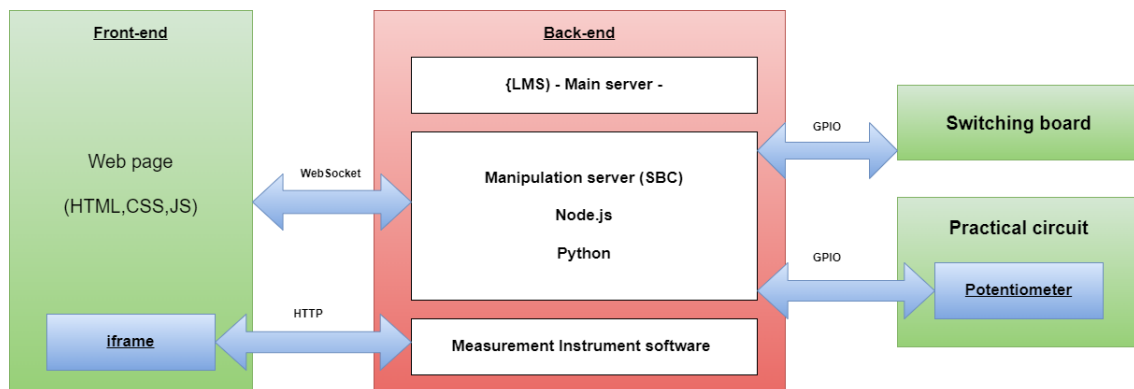 Front-end
Web page
(HTML,CSS,JS)
iframe
WebSocket
HTTP
Back-end
{LMS) - Main server -
Manipulation server (SBC)
Node.js
Python
Measurement Instrument software
GPIO
GPIO
Switching board
Practical circuit
Potentiometer